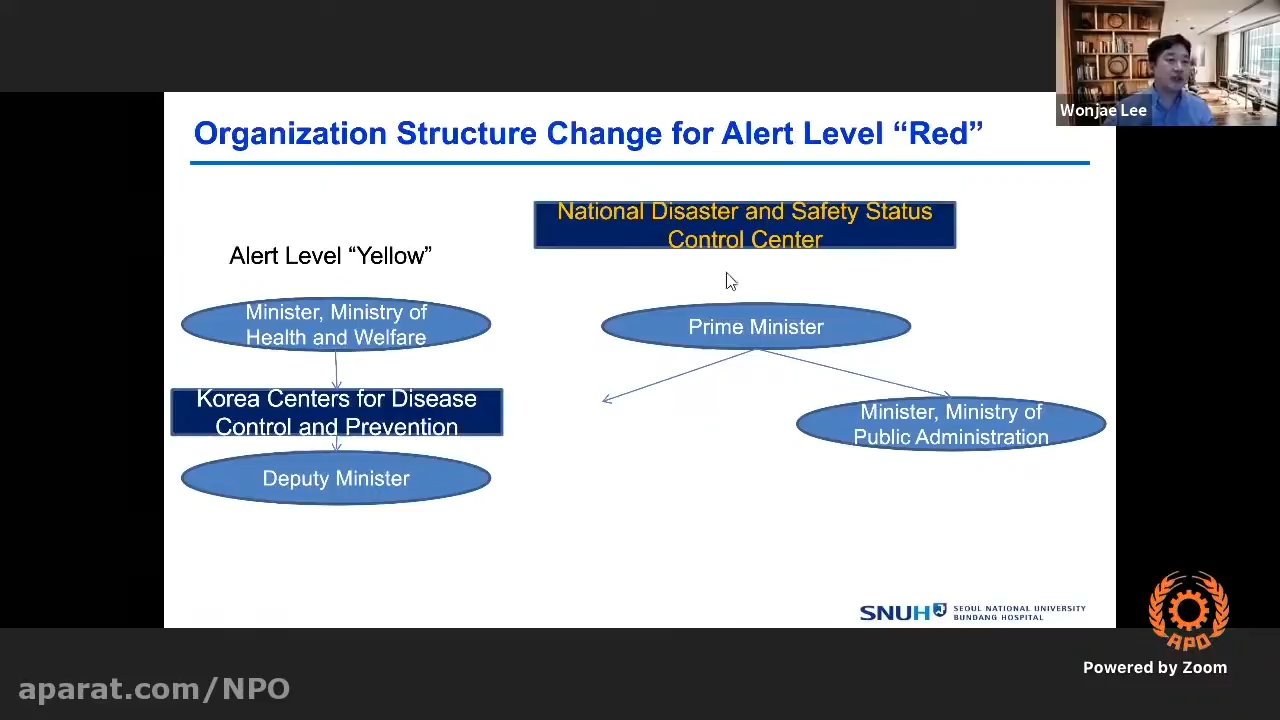 Wonjae Lee
Organization Structure Change for Alert Level “Red”
National Disaster and Safety Status
Control Center
Alert Level “Yellow”
Minister, Ministry of
Health and Welfare
Prime Minister
Korea Centers for Disease
Control and Prevention
Minister, Ministry of
Public Administration
Deputy Minister
SNUH
SEOUL NATIONAL UNIVERSITY
BUNDANG HOSPITAL
APO
Powered by Zoom
aparat.com/NPO